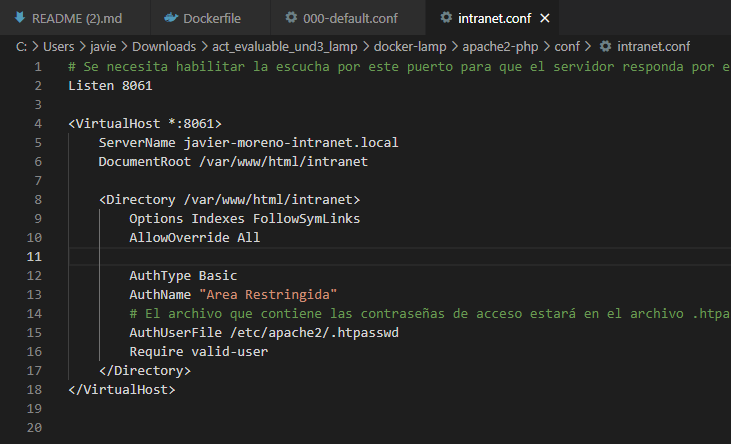 README (2).md Dockerfile 000-default.conf intranet.conf
C: > Users > javie > Downloads > act_evaluable_und3_lamp > docker-lamp > apache2-php > conf > intranet.conf
1 # Se necesita habilitar la escucha por este puerto para que el servidor responda por e
2 Listen 8061
3
4 <VirtualHost *:8061>
5 ServerName javier-moreno-intranet.local
6 DocumentRoot /var/www/html/intranet
7
8 <Directory /var/www/html/intranet>
9 Options Indexes FollowSymLinks
10 AllowOverride All
11
12 AuthType Basic
13 AuthName "Area Restringida"
14 # El archivo que contiene las contraseñas de acceso estará en el archivo .htpa
15 AuthUserFile /etc/apache2/.htpasswd
16 Require valid-user
17 </Directory>
18 </VirtualHost>
19
20